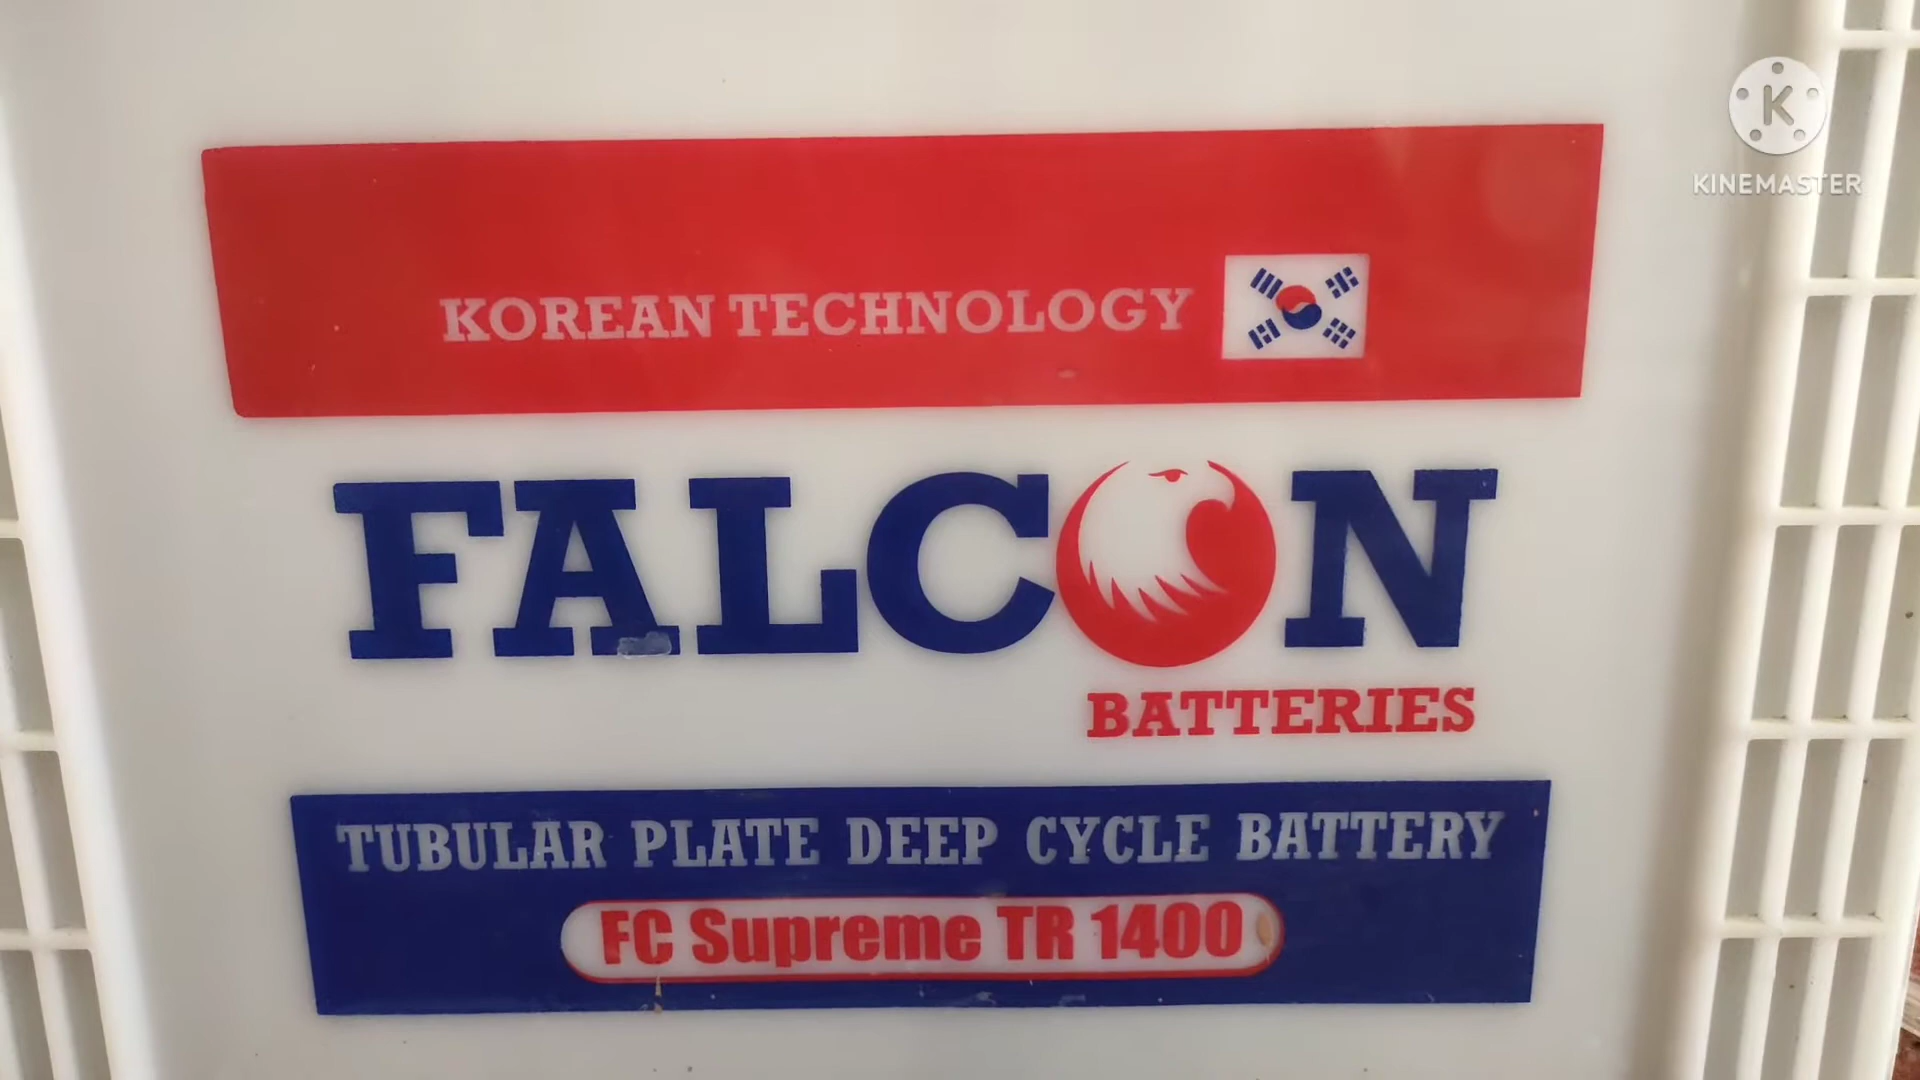 K
KINEMASTER
KOREAN TECHNOLOGY
FALCON
BATTERIES
TUBULAR PLATE DEEP CYCLE BATTERY
FC Supreme TR 1400